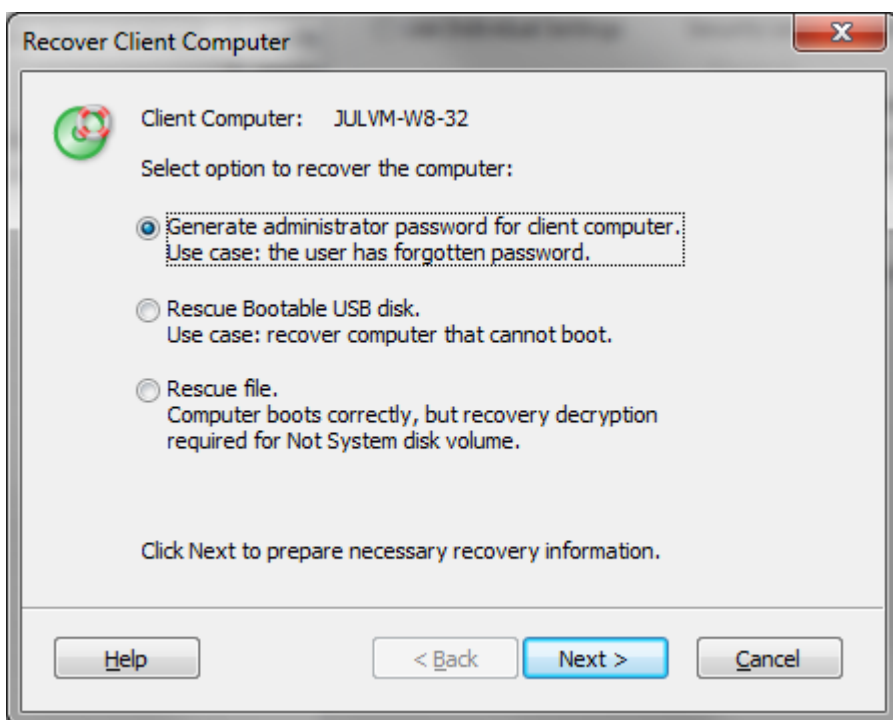 Recover Client Computer
Client Computer: JULVM-W8-32
Select option to recover the computer:
Generate administrator password for client computer.
Use case: the user has forgotten password.
Rescue Bootable USB disk.
Use case: recover computer that cannot boot.
Rescue file.
Computer boots correctly, but recovery decryption
required for Not System disk volume.
Click Next to prepare necessary recovery information.
Help < Back Next > Cancel